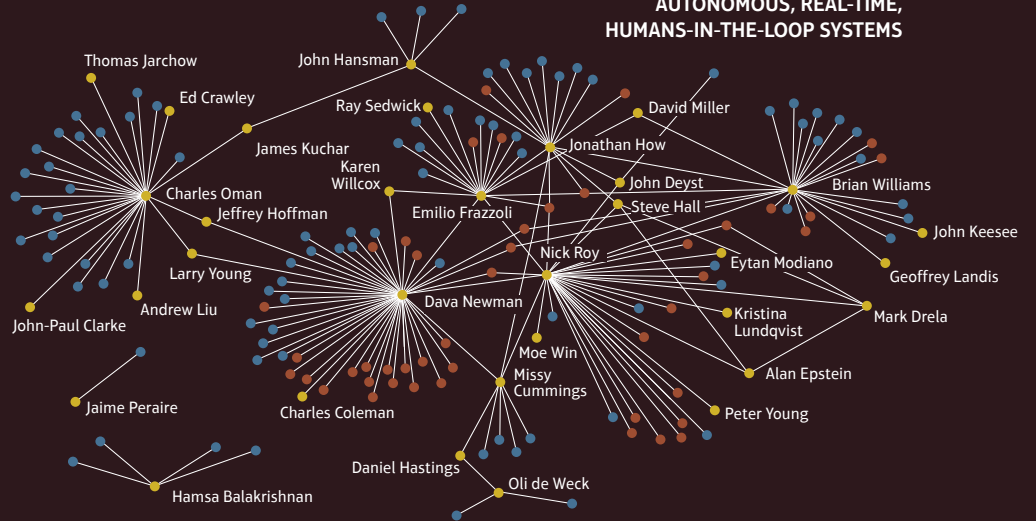 AUTONOMOUS, REAL-TIME,
HUMANS-IN-THE-LOOP SYSTEMS
John Hansman
Thomas Jarchow
Ed Crawley
Ray Sedwick
David Miller
James Kuchar
Jonathan How
Karen
Willcox
John Deyst
Brian Williams
Charles Oman
Steve Hall
Jeffrey Hoffman
Emilio Frazzoli
John Keesee
Nick Roy
Eytan Modiano
Larry Young
Geoffrey Landis
Dava Newman
Andrew Liu
Kristina
Lundqvist
Mark Drela
John-Paul Clarke
Moe Win
Missy
Cummings
Alan Epstein
Jaime Peraire
Charles Coleman
Peter Young
Daniel Hastings
Oli de Weck
Hamsa Balakrishnan